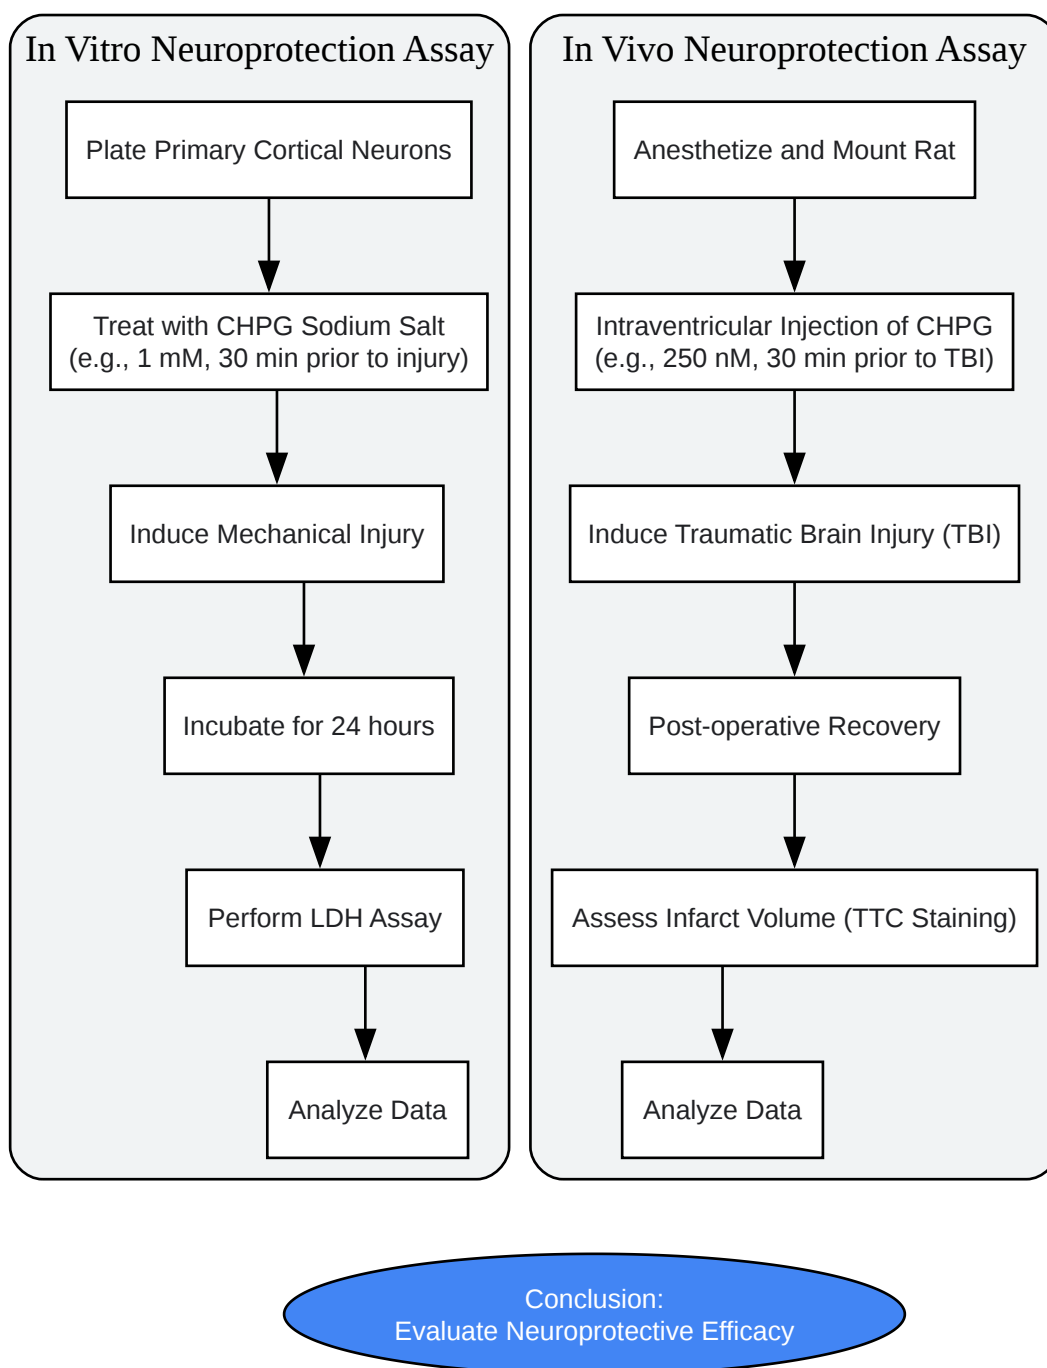 In Vitro Neuroprotection Assay
Plate Primary Cortical Neurons
Treat with CHPG Sodium Salt
(e.g., 1 mM, 30 min prior to injury)
Induce Mechanical Injury
Incubate for 24 hours
Perform LDH Assay
Analyze Data
In Vivo Neuroprotection Assay
Anesthetize and Mount Rat
Intraventricular Injection of CHPG
(e.g., 250 nM, 30 min prior to TBI)
Induce Traumatic Brain Injury (TBI)
Post-operative Recovery
Assess Infarct Volume (TTC Staining)
Analyze Data
Conclusion:
Evaluate Neuroprotective Efficacy